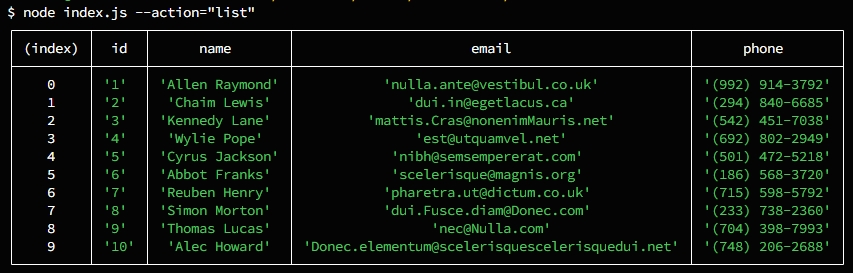 $ node index.js --action="list"
(index) id name email phone
0 '1' 'Allen Raymond' 'nulla.ante@vestibul.co.uk' '(992) 914-3792'
1 '2' 'Chaim Lewis' 'dui.in@egetlacus.ca' '(294) 840-6685'
2 '3' 'Kennedy Lane' 'mattis.Cras@nonenimMauris.net' '(542) 451-7038'
3 '4' 'Wylie Pope' 'est@utquamvel.net' '(692) 802-2949'
4 '5' 'Cyrus Jackson' 'nibh@semsempererat.com' '(501) 472-5218'
5 '6' 'Abbot Franks' 'scelerisque@magnis.org' '(186) 568-3720'
6 '7' 'Reuben Henry' 'pharetra.ut@dictum.co.uk' '(715) 598-5792'
7 '8' 'Simon Morton' 'dui.Fusce.diam@Donec.com' '(233) 738-2360'
8 '9' 'Thomas Lucas' 'nec@Nulla.com' '(704) 398-7993'
9 '10' 'Alec Howard' 'Donec.elementum@scelerisquescelerisquedui.net' '(748) 206-2688'